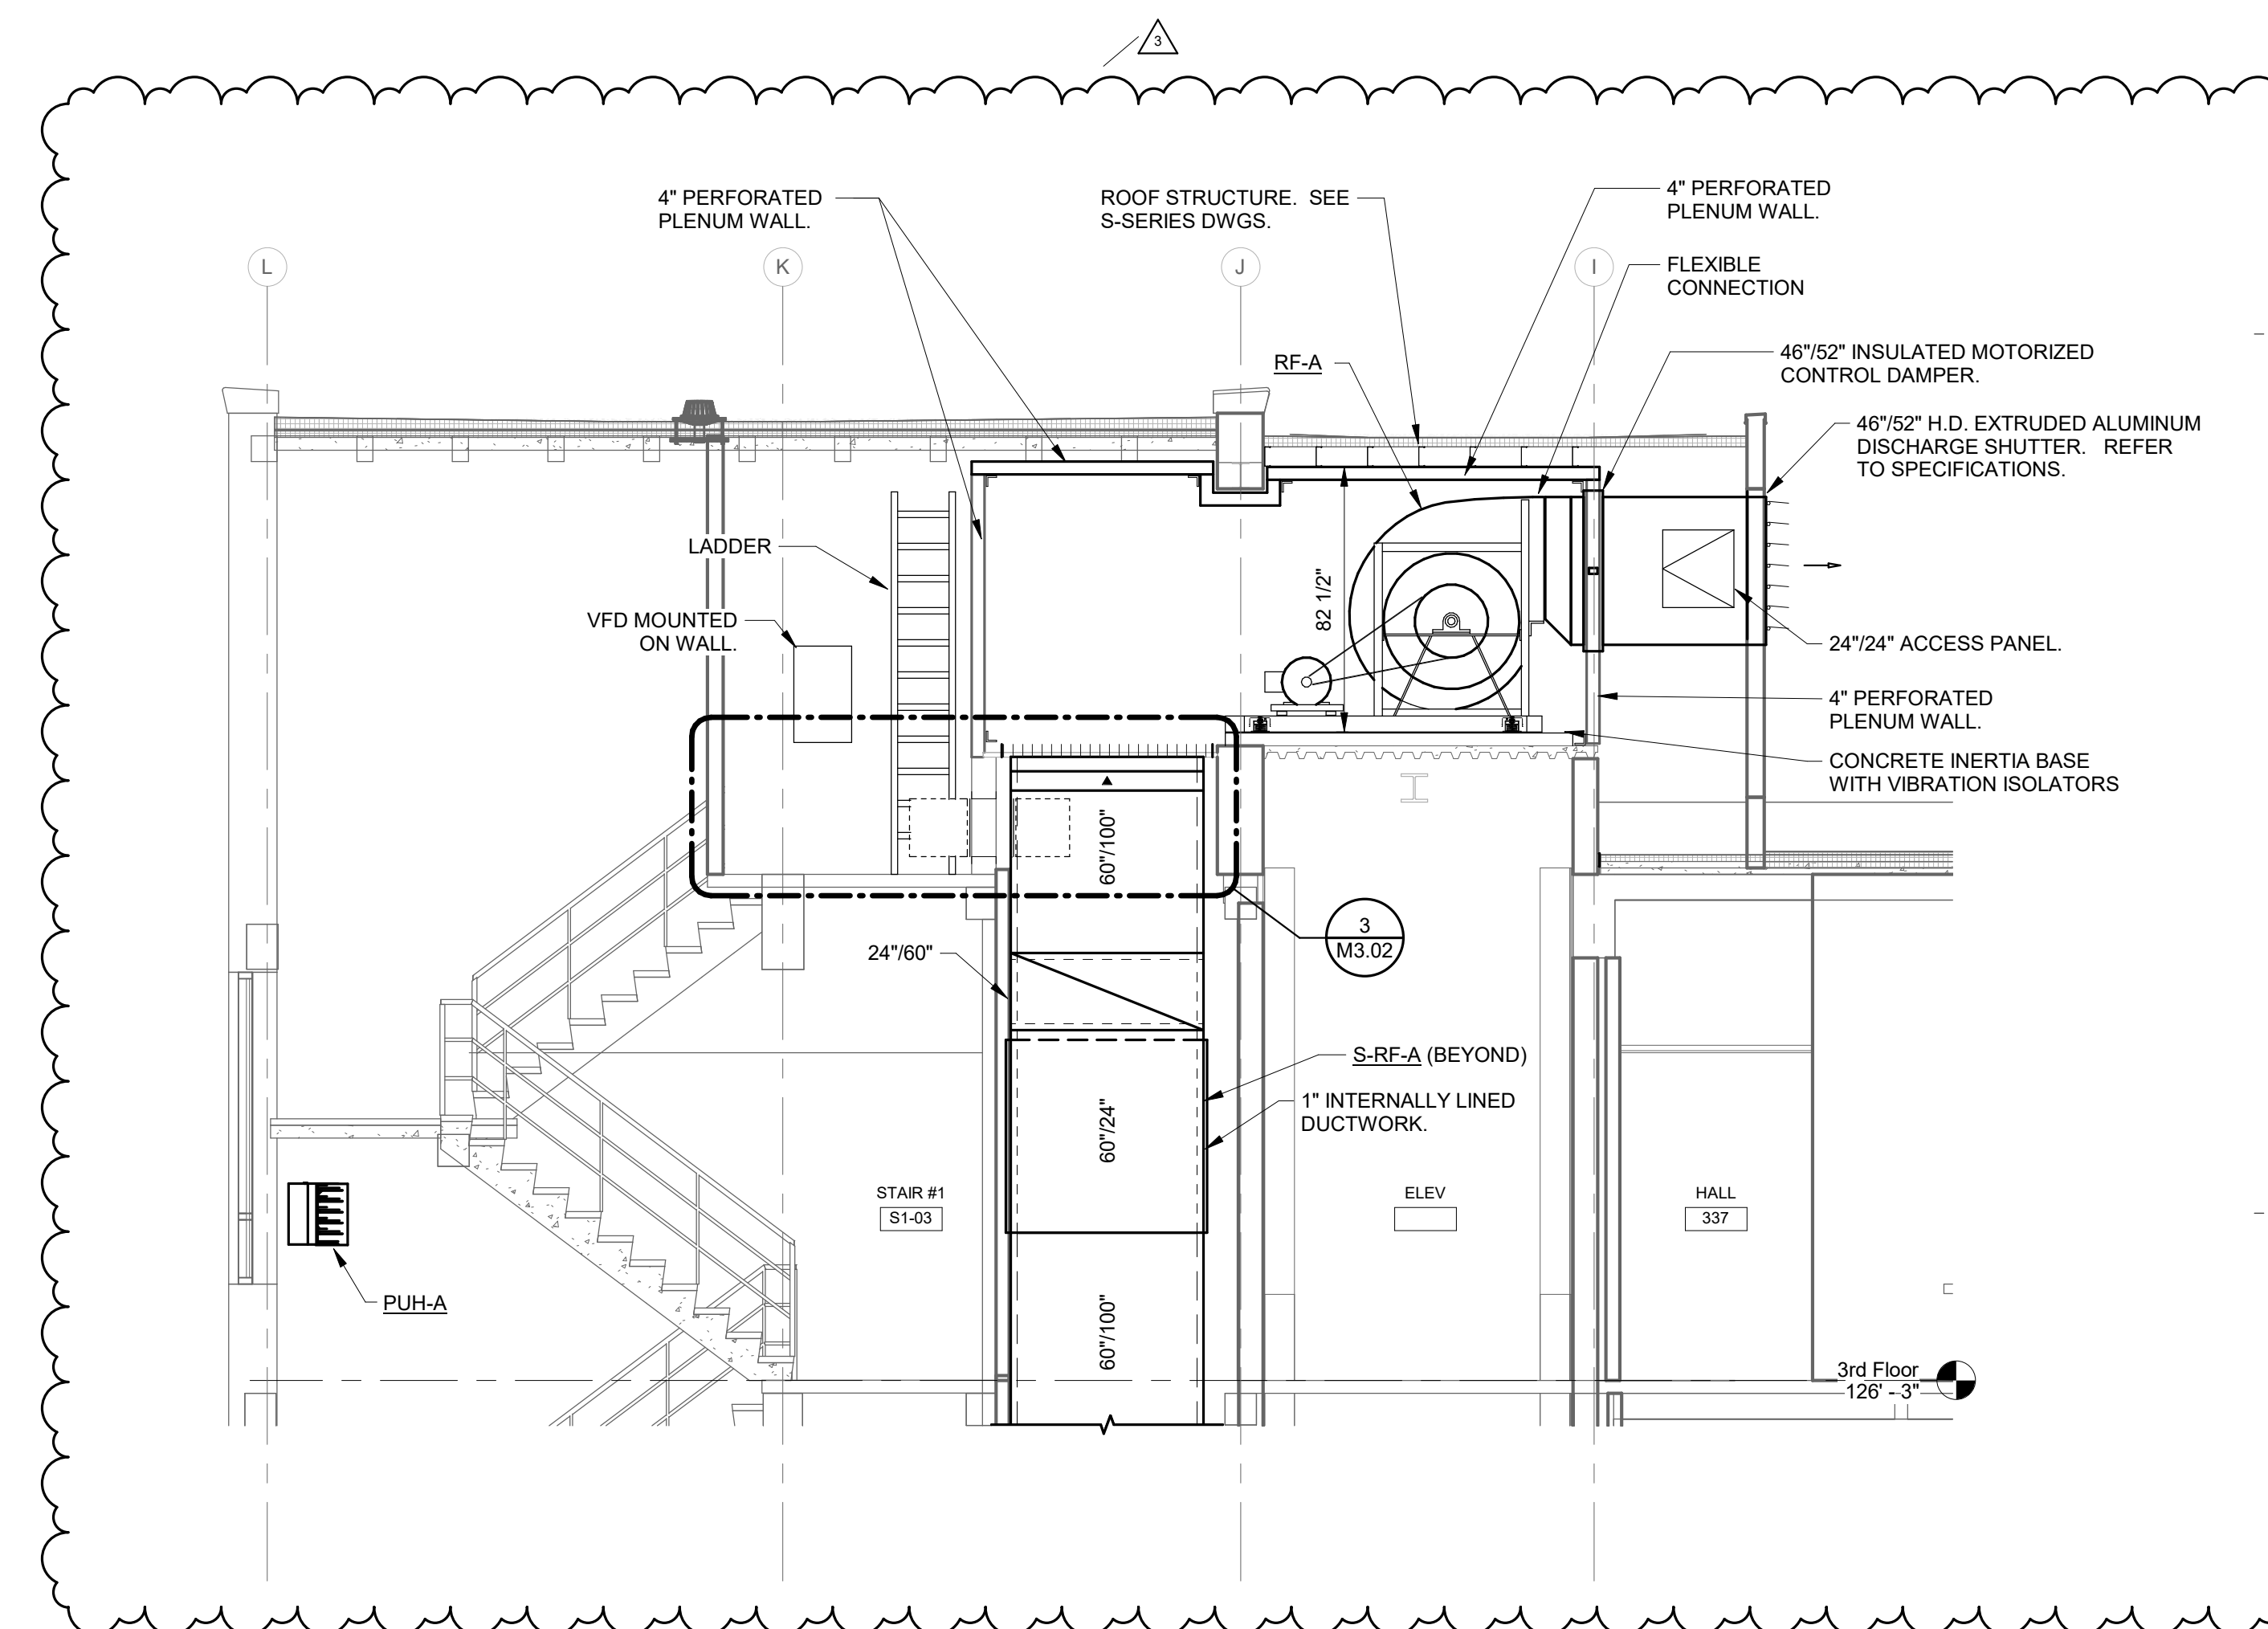 3
4" PERFORATED
PLENUM WALL.
ROOF STRUCTURE. SEE
S-SERIES DWGS.
4" PERFORATED
PLENUM WALL.
L
K
J
I
FLEXIBLE
CONNECTION
RF-A
46"/52" INSULATED MOTORIZED
CONTROL DAMPER.
46"/52" H.D. EXTRUDED ALUMINUM
DISCHARGE SHUTTER. REFER
TO SPECIFICATIONS.
LADDER
82 1/2"
VFD MOUNTED
ON WALL.
24"/24" ACCESS PANEL.
4" PERFORATED
PLENUM WALL.
CONCRETE INERTIA BASE
WITH VIBRATION ISOLATORS
60"/100"
3
M3.02
24"/60"
S-RF-A (BEYOND)
1" INTERNALLY LINED
DUCTWORK.
60"/24"
STAIR #1
S1-03
ELEV
HALL
337
PUH-A
60"/100"
3rd Floor
126' - 3"